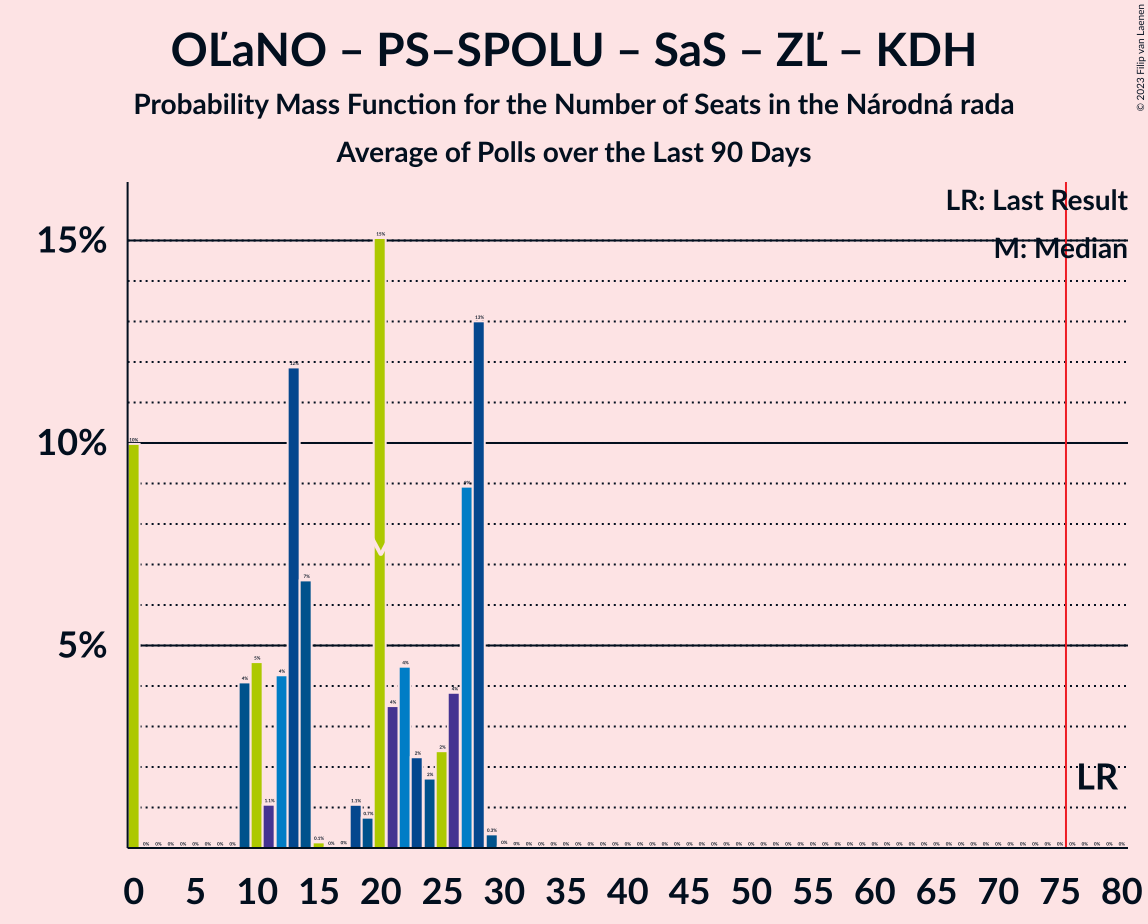 OĽaNO – PS–SPOLU – SaS – ZĽ – KDH
Probability Mass Function for the Number of Seats in the Národná rada
Average of Polls over the Last 90 Days
© 2023 Filip van Laenen
LR: Last Result
M: Median
15%
10%
5%
M
LR
0 5 10 15 20 25 30 35 40 45 50 55 60 65 70 75 80